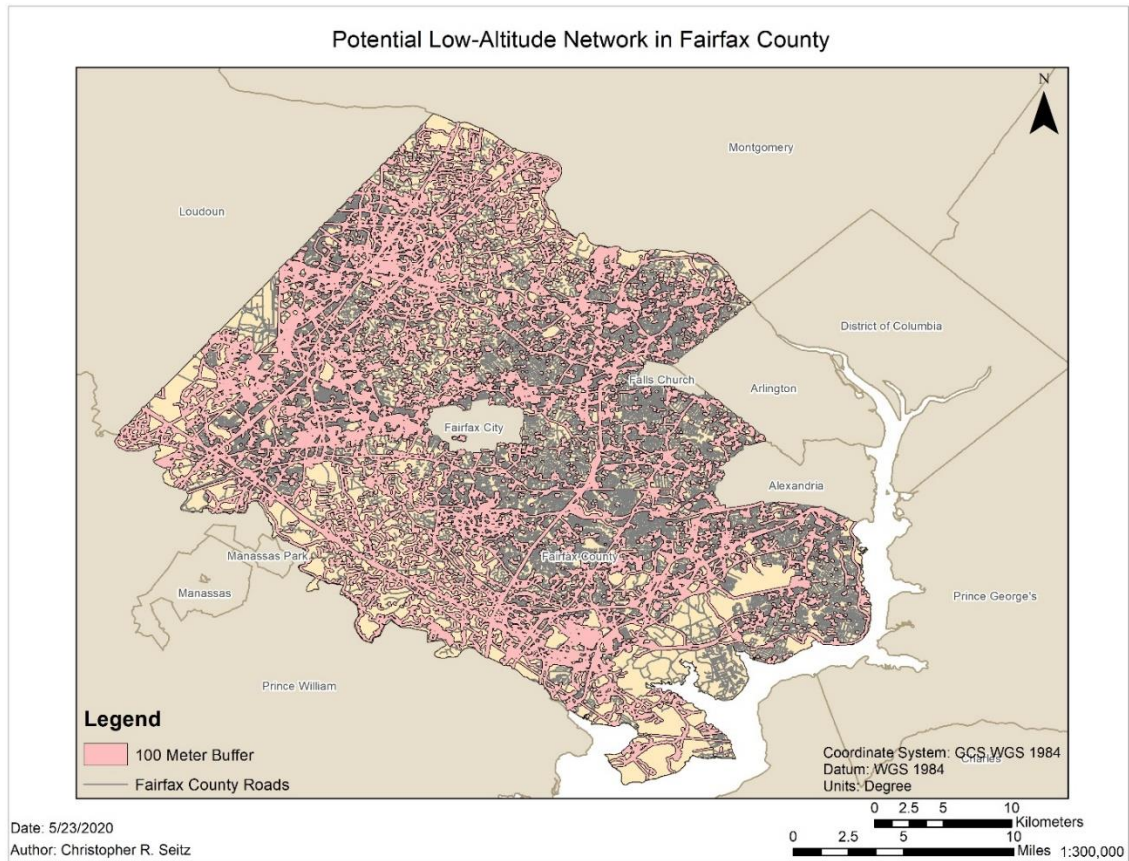 Potential Low-Altitude Network in Fairfax County
N
Montgomery
Loudoun
District of Columbia
Falls Church
Arlington
Fairfax City
Alexandria
Manassas Park
Fairfax County
Manassas
Prince George's
Prince William
Legend
100 Meter Buffer
Fairfax County Roads
Coordinate System: GCS WGS 1984
Charles
Datum: WGS 1984
Units: Degree
0 2.5 5 10
Kilometers
0 2.5 5 10
Miles 1:300,000
Date: 5/23/2020
Author: Christopher R. Seitz